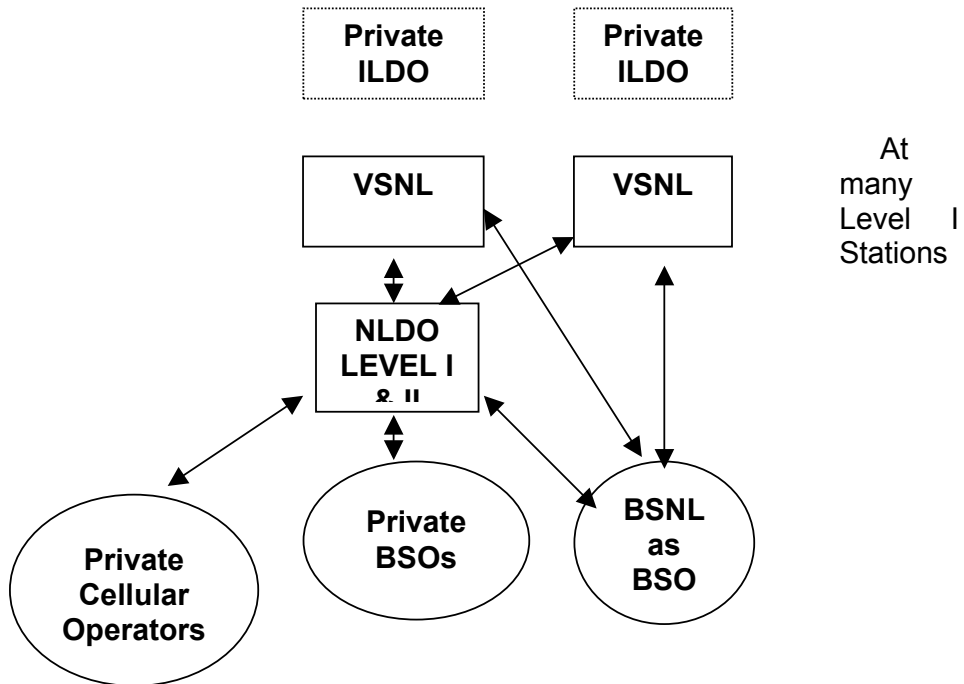 Private
ILDO
Private
ILDO
VSNL
VSNL
At
many
Level I
Stations
NLDO
LEVEL I
& II
Private
BSOs
BSNL
as
BSO
Private
Cellular
Operators